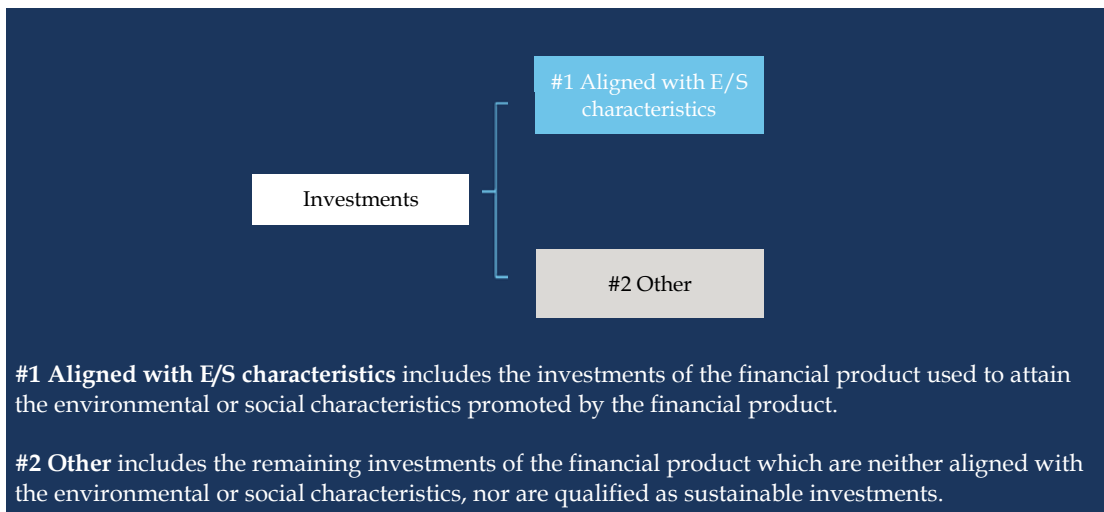 #1 Aligned with E/S
characteristics
Investments
#2 Other
#1 Aligned with E/S characteristics includes the investments of the financial product used to attain
the environmental or social characteristics promoted by the financial product.
#2 Other includes the remaining investments of the financial product which are neither aligned with
the environmental or social characteristics, nor are qualified as sustainable investments.